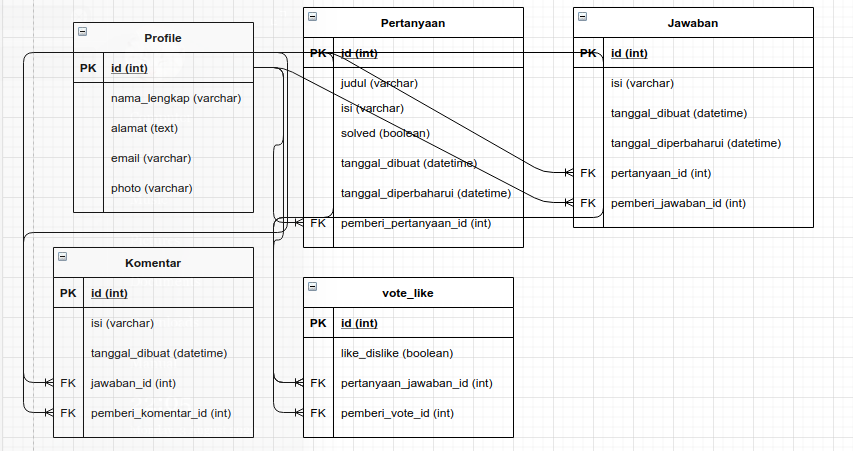 Profile
PK id (int)
nama_lengkap (varchar)
alamat (text)
email (varchar)
photo (varchar)
Pertanyaan
PK id (int)
judul (varchar)
isi (varchar)
solved (boolean)
tanggal_dibuat (datetime)
tanggal_diperbaharui (datetime)
FK pemberi_pertanyaan_id (int)
Jawaban
PK id (int)
isi (varchar)
tanggal_dibuat (datetime)
tanggal_diperbaharui (datetime)
FK pertanyaan_id (int)
FK pemberi_jawaban_id (int)
Komentar
PK id (int)
isi (varchar)
tanggal_dibuat (datetime)
FK jawaban_id (int)
FK pemberi_komentar_id (int)
vote_like
PK id (int)
like_dislike (boolean)
FK pertanyaan_jawaban_id (int)
FK pemberi_vote_id (int)